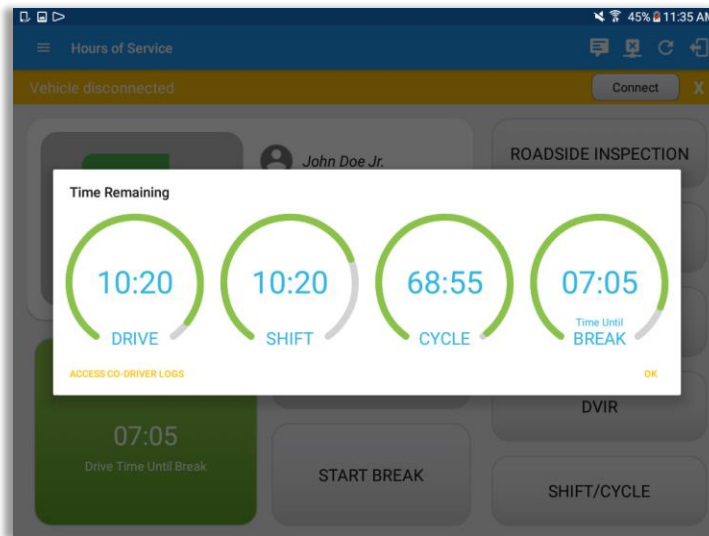 45% 11:35 AM
Hours of Service
Vehicle disconnected
Connect
X
John Doe Jr.
ROADSIDE INSPECTION
Time Remaining
10:20
DRIVE
10:20
SHIFT
68:55
CYCLE
07:05
Time Until
BREAK
ACCESS CO-DRIVER LOGS
OK
DVIR
07:05
Drive Time Until Break
START BREAK
SHIFT/CYCLE